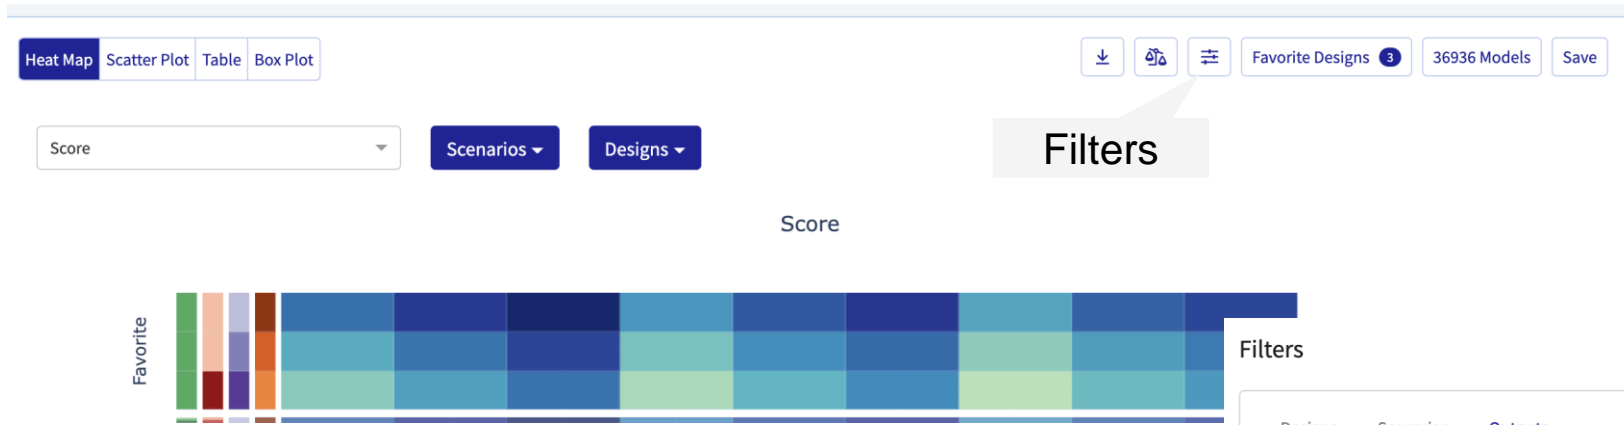 Heat Map Scatter Plot Table Box Plot
Favorite Designs 3 36936 Models Save
Filters
Score Scenarios Designs
Score
Favorite
Filters